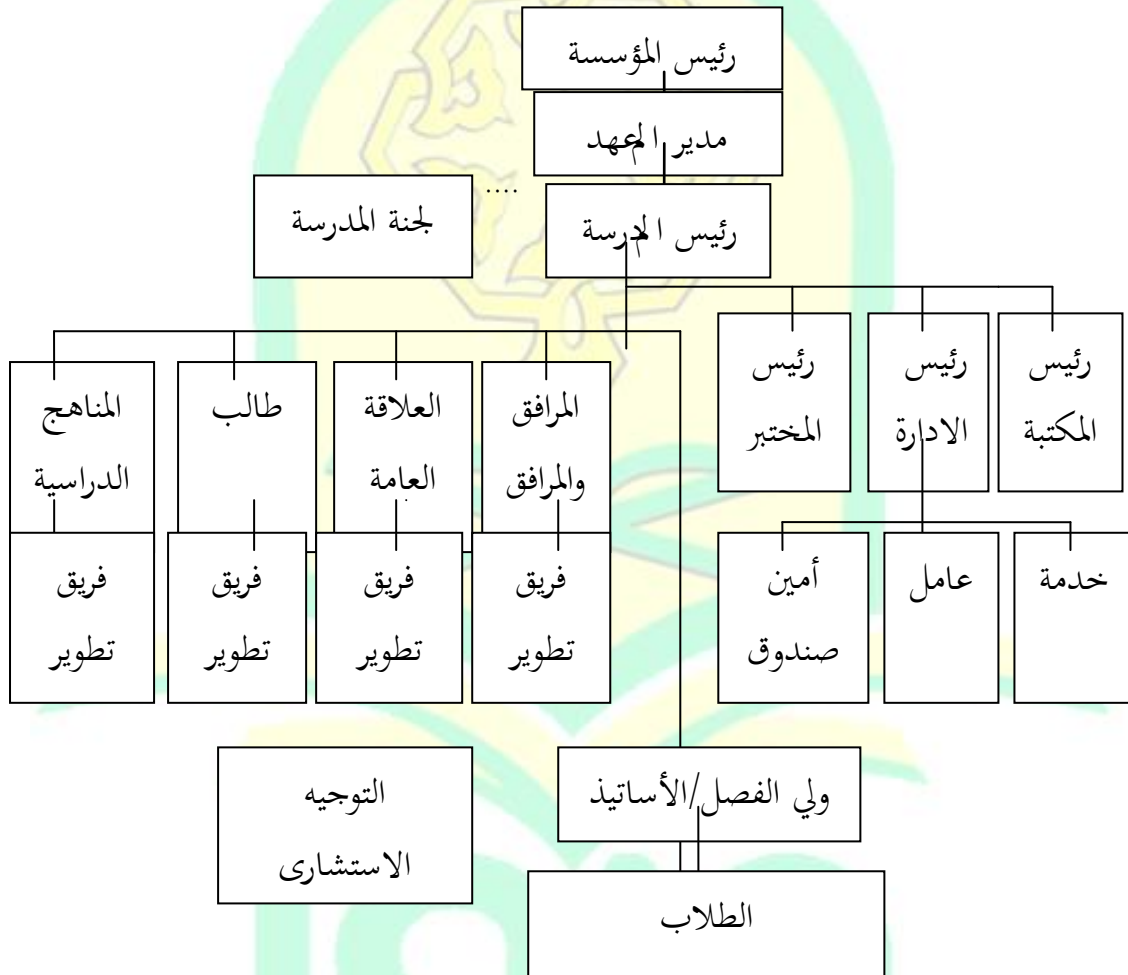 رئيس المؤسسة
مدير المعهد
....
رئيس المدرسة
لجنة المدرسة
رئيس
المكتبة
رئيس
الادارة
رئيس
المختبر
المرافق
والمرافق
العلاقة
العامة
طالب
المناهج
الدراسية
خدمة
عامل
أمين
صندوق
فريق
تطوير
فريق
تطوير
فريق
تطوير
فريق
تطوير
ولي الفصل/الأساتيذ
التوجيه
الاستشارى
الطلاب